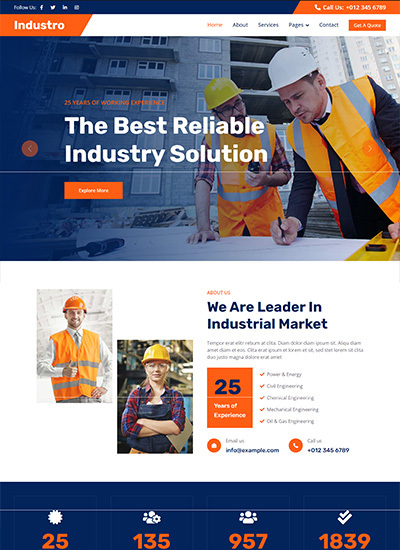 Follow Us:
Call Us: +012 345 6789
Industro
Home About Services Pages Contact Get A Quote
25 YEARS OF WORKING EXPERIENCE
The Best Reliable
Industry Solution
Explore More
ABOUT US
We Are Leader In
Industrial Market
Tempor erat elitr rebum at clita. Diam dolor diam ipsum sit. Aliqu diam
amet diam et eos. Clita erat ipsum et lorem et sit, sed stet lorem sit clita
duo justo magna dolore erat amet
25
Years of
Experience
Power & Energy
Civil Engineering
Chemical Engineering
Mechanical Engineering
Oil & Gas Engineering
Email us
info@example.com
Call us
+012 345 6789
25 135 957 1839